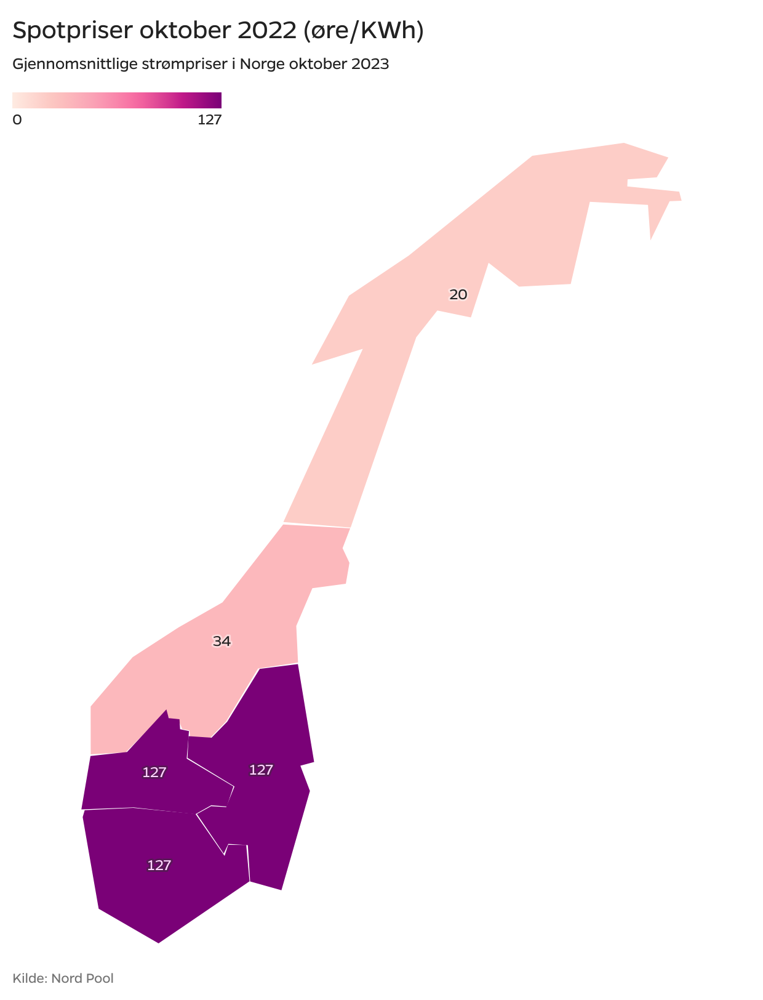 Spotpriser oktober 2022 (øre/KWh)
Gjennomsnittlige strømpriser i Norge oktober 2023
0 127
20
34
127 127
127
Kilde: Nord Pool